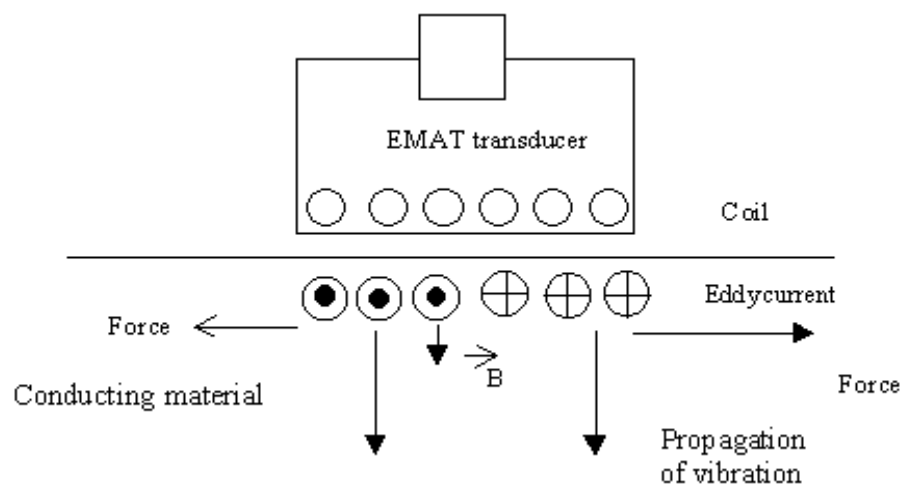 EMAT transducer
Coil
Eddycurrent
Force
B
Force
Conducting material
Propagation
of vibration